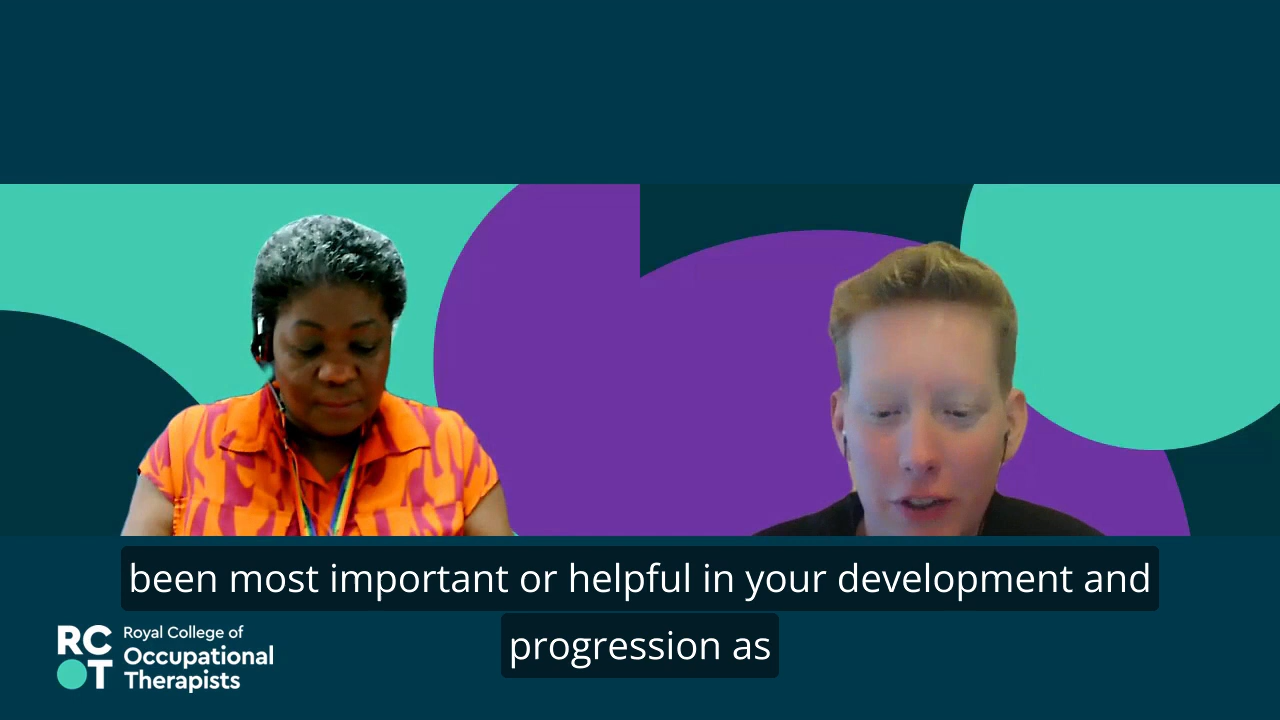 been most important or helpful in your development and
progression as
RC
OT
Royal College of
Occupational
Therapists